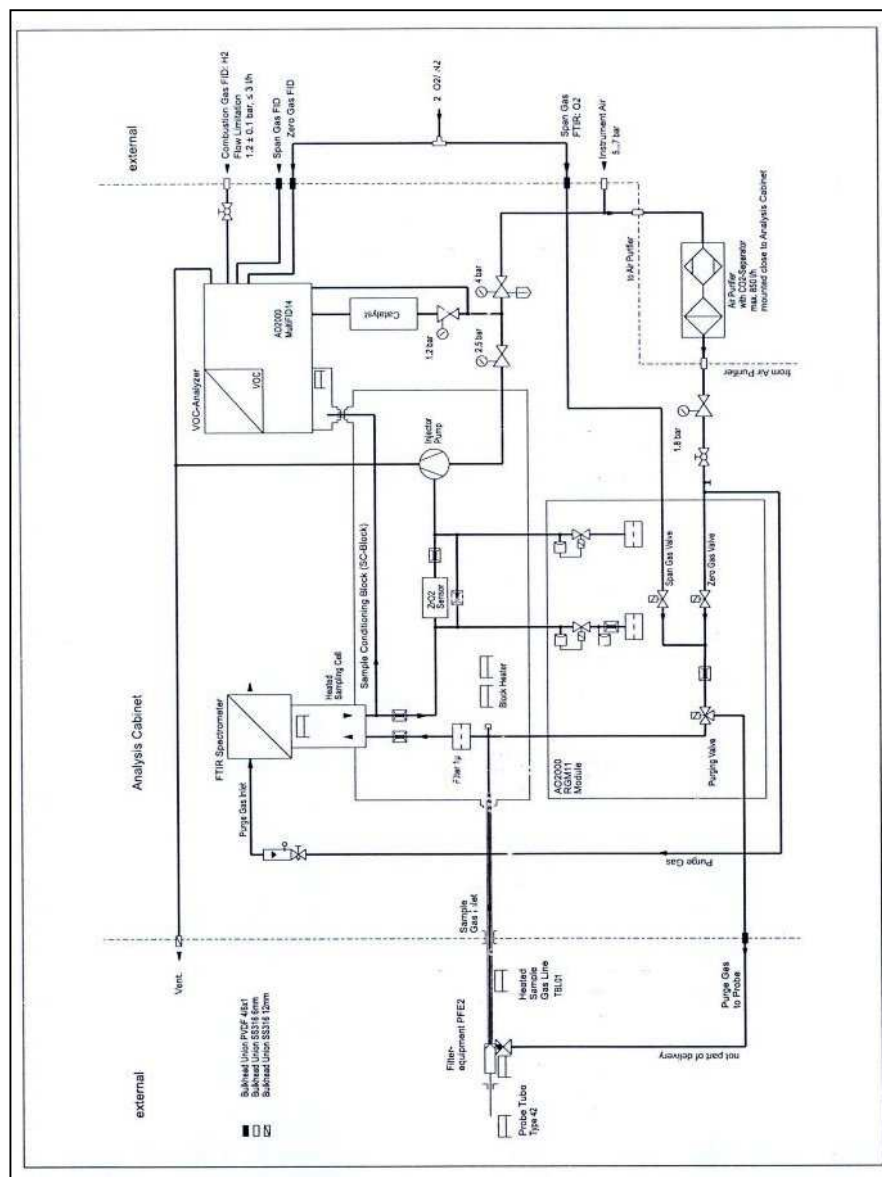 external
Analysis Cabinet
external
Combustion Gas FID: H2
Flow Limitation
1,2 ± 0,1 bar, ≤ 3 l/h
Span Gas FID
Zero Gas FID
Span Gas
FTIR: O2
Instrument Air
5...7 bar
to Air Purifier
Air Purifier
with CO2-Separator
max. 850 l/h
mounted close to Analysis Cabinet
from Air Purifier
VOC-Analyzer
VOC
AO2000
MultiFID14
Catalyst
1,2 bar
2,5 bar
4 bar
1,8 bar
Injector
Pump
Sample Conditioning Block (SC-Block)
ZrO2
Sensor
Heated
Sampling Cell
FTIR Spectrometer
Purge Gas Inlet
Block Heater
Filter 1µ
Span Gas Valve
Zero Gas Valve
Purging Valve
AO2000
RGM11
Module
Purge Gas
Sample
Vent.
Bulkhead Union PVDF 4/6x1
Bulkhead Union SS316 6mm
Bulkhead Union SS316 12mm
Heated
Sample
Gas Line
TBL01
Filter-
equipment PFE2
Probe Tube
Type 42
Purge Gas
to Probe
not part of delivery